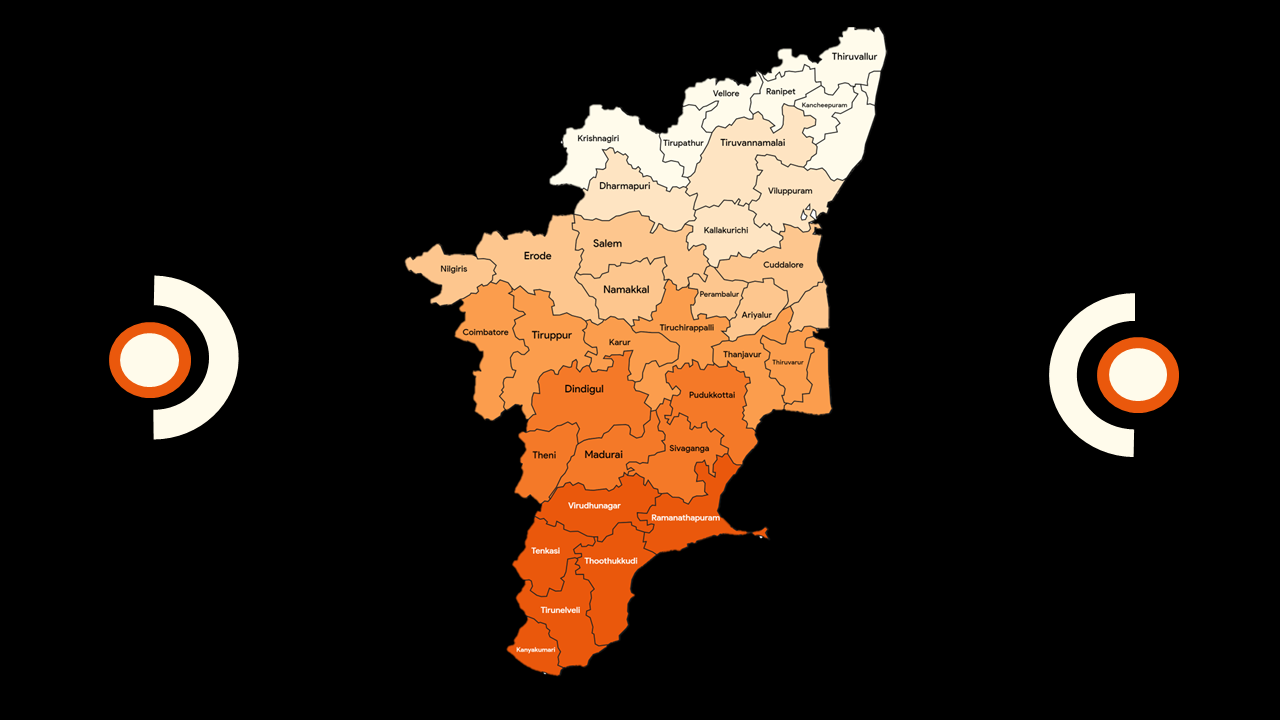 Thiruvallur
Vellore
Ranipet
Kancheepuram
Krishnagiri
Tirupathur
Tiruvannamalai
Dharmapuri
Viluppuram
Kallakurichi
Salem
Erode
Cuddalore
Nilgiris
Namakkal
Perambalur
Ariyalur
Tiruchirappalli
Coimbatore
Tiruppur
Karur
Thanjavur
Thiruvarur
Dindigul
Pudukkottai
Sivaganga
Theni
Madurai
Virudhunagar
Ramanathapuram
Tenkasi
Thoothukkudi
Tirunelveli
Kanyakumari